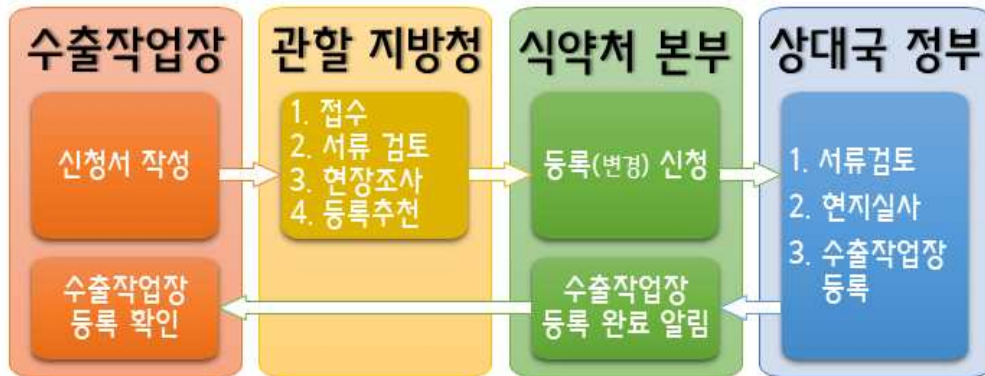 수출작업장
신청서 작성
수출작업장
등록 확인
관할 지방청
1. 접수
2. 서류 검토
3. 현장조사
4. 등록추천
식약처 본부
등록(변경) 신청
수출작업장
등록 완료 알림
상대국 정부
1. 서류검토
2. 현지실사
3. 수출작업장
등록